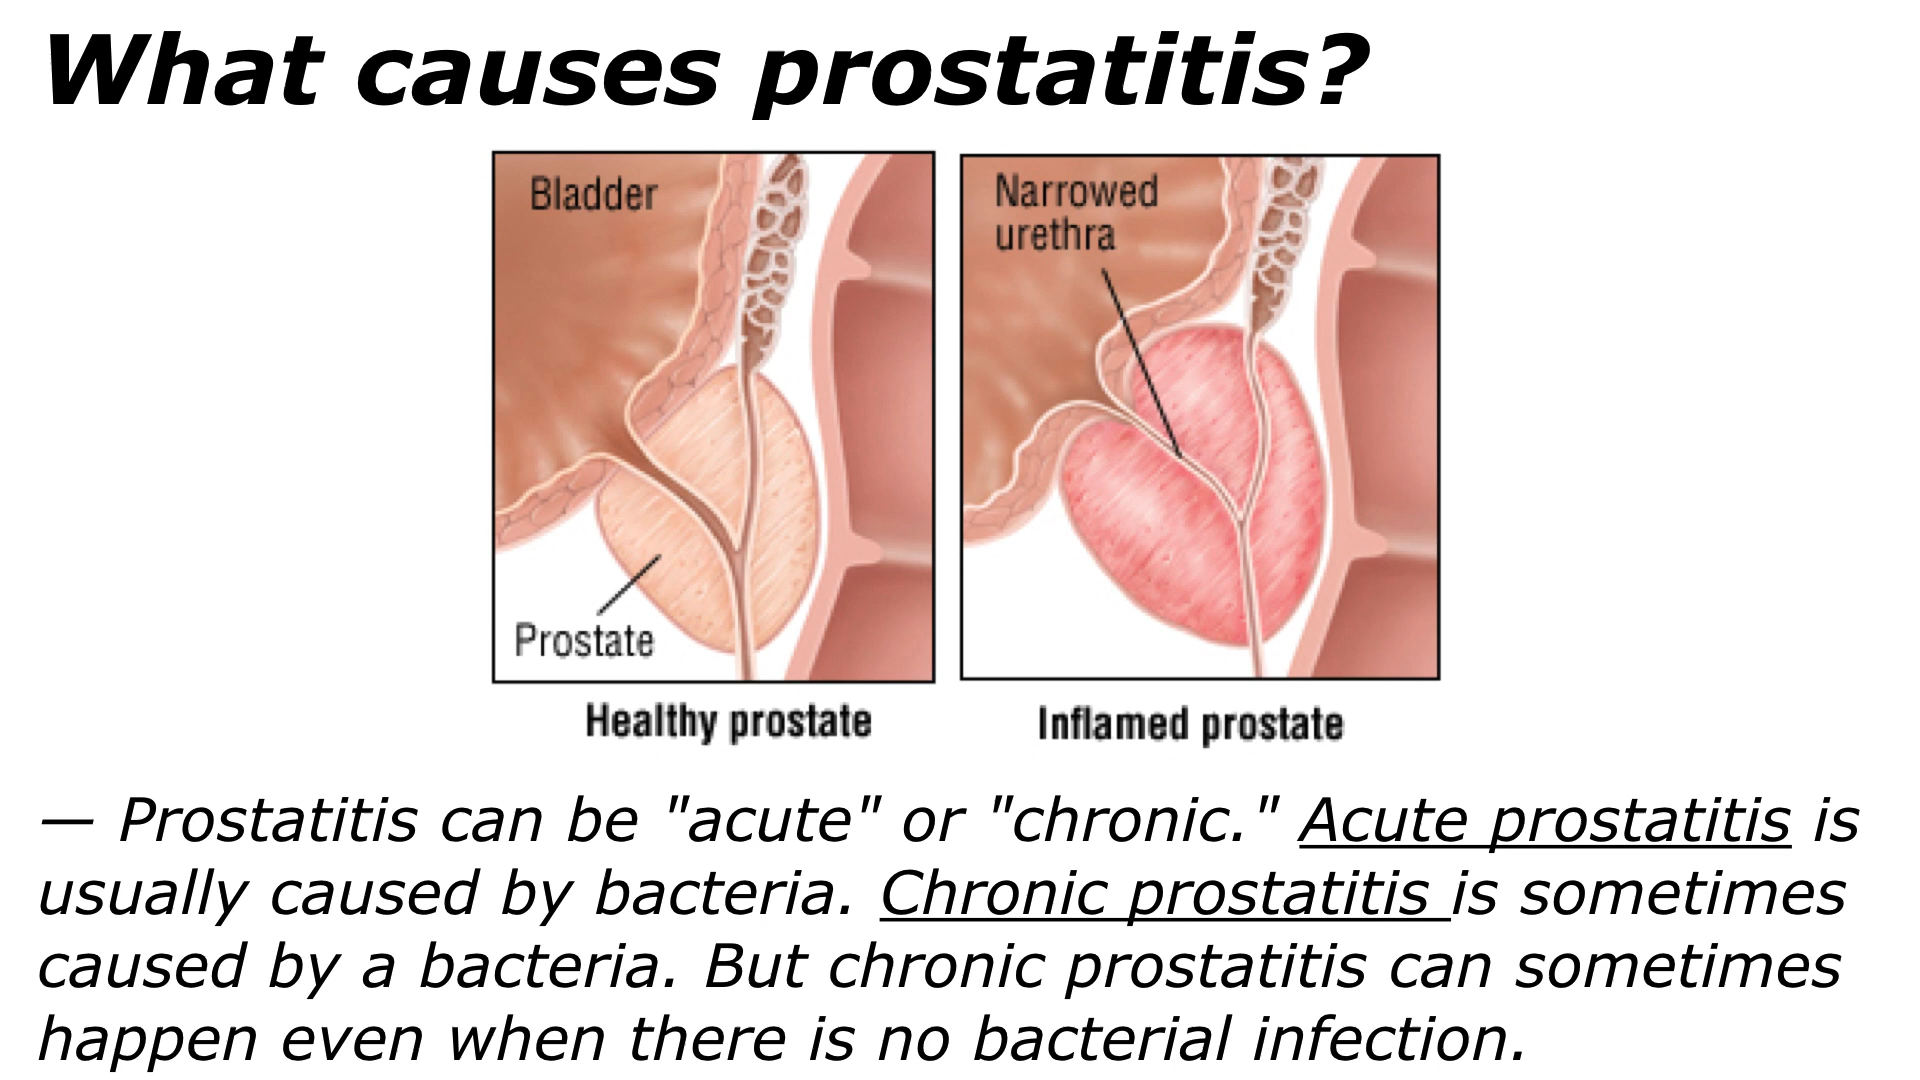 What causes prostatitis?
Bladder
Prostate
Healthy prostate
Narrowed
urethra
Inflamed prostate
— Prostatitis can be "acute" or "chronic." Acute prostatitis is
usually caused by bacteria. Chronic prostatitis is sometimes
caused by a bacteria. But chronic prostatitis can sometimes
happen even when there is no bacterial infection.